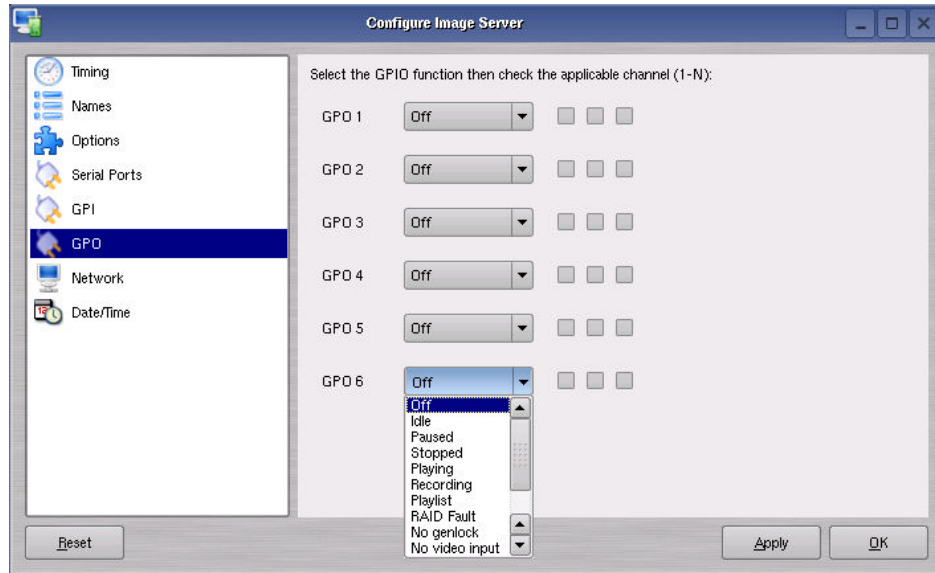 Configure Image Server
Timing
Names
Options
Serial Ports
GPI
GPO
Network
Date/Time
Select the GPIO function then check the applicable channel (1-N):
GPO 1 Off
GPO 2 Off
GPO 3 Off
GPO 4 Off
GPO 5 Off
GPO 6 Off
Off
Idle
Paused
Stopped
Playing
Recording
Playlist
RAID Fault
No genlock
No video input
Reset
Apply
OK